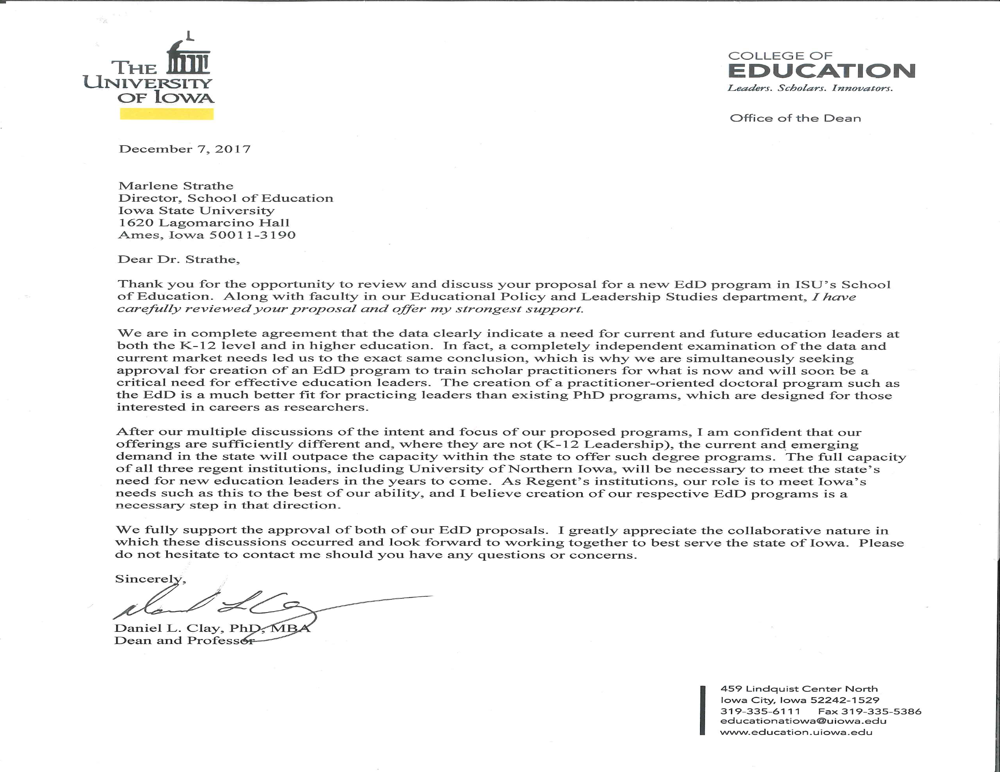 THE
UNIVERSITY
OF IOWA
COLLEGE OF
EDUCATION
Leaders. Scholars. Innovators.
Office of the Dean
December 7, 2017
Marlene Strathe
Director, School of Education
Iowa State University
1620 Lagomarcino Hall
Ames, Iowa 50011-3190
Dear Dr. Strathe,
Thank you for the opportunity to review and discuss your proposal for a new EdD program in ISU's School
of Education.  Along with faculty in our Educational Policy and Leadership Studies department, I have
carefully reviewed your proposal and offer my strongest support.
We are in complete agreement that the data clearly indicate a need for current and future education leaders at
both the K-12 level and in higher education.  In fact, a completely independent examination of the data and
current market needs led us to the exact same conclusion, which is why we are simultaneously seeking
approval for creation of an EdD program to train scholar practitioners for what is now and will soon be a
critical need for effective education leaders.  The creation of a practitioner-oriented doctoral program such as
the EdD is a much better fit for practicing leaders than existing PhD programs, which are designed for those
interested in careers as researchers.
After our multiple discussions of the intent and focus of our proposed programs, I am confident that our
offerings are sufficiently different and, where they are not (K-12 Leadership), the current and emerging
demand in the state will outpace the capacity within the state to offer such degree programs.  The full capacity
of all three regent institutions, including University of Northern Iowa, will be necessary to meet the state's
need for new education leaders in the years to come.  As Regent's institutions, our role is to meet Iowa's
needs such as this to the best of our ability, and I believe creation of our respective EdD programs is a
necessary step in that direction.
We fully support the approval of both of our EdD proposals.  I greatly appreciate the collaborative nature in
which these discussions occurred and look forward to working together to best serve the state of Iowa.  Please
do not hesitate to contact me should you have any questions or concerns.
Sincerely,
Daniel L. Clay, PhD, MBA
Dean and Professor
459 Lindquist Center North
Iowa City, Iowa 52242-1529
319-335-6111 Fax 319-335-5386
educationatiowa@uiowa.edu
www.education.uiowa.edu